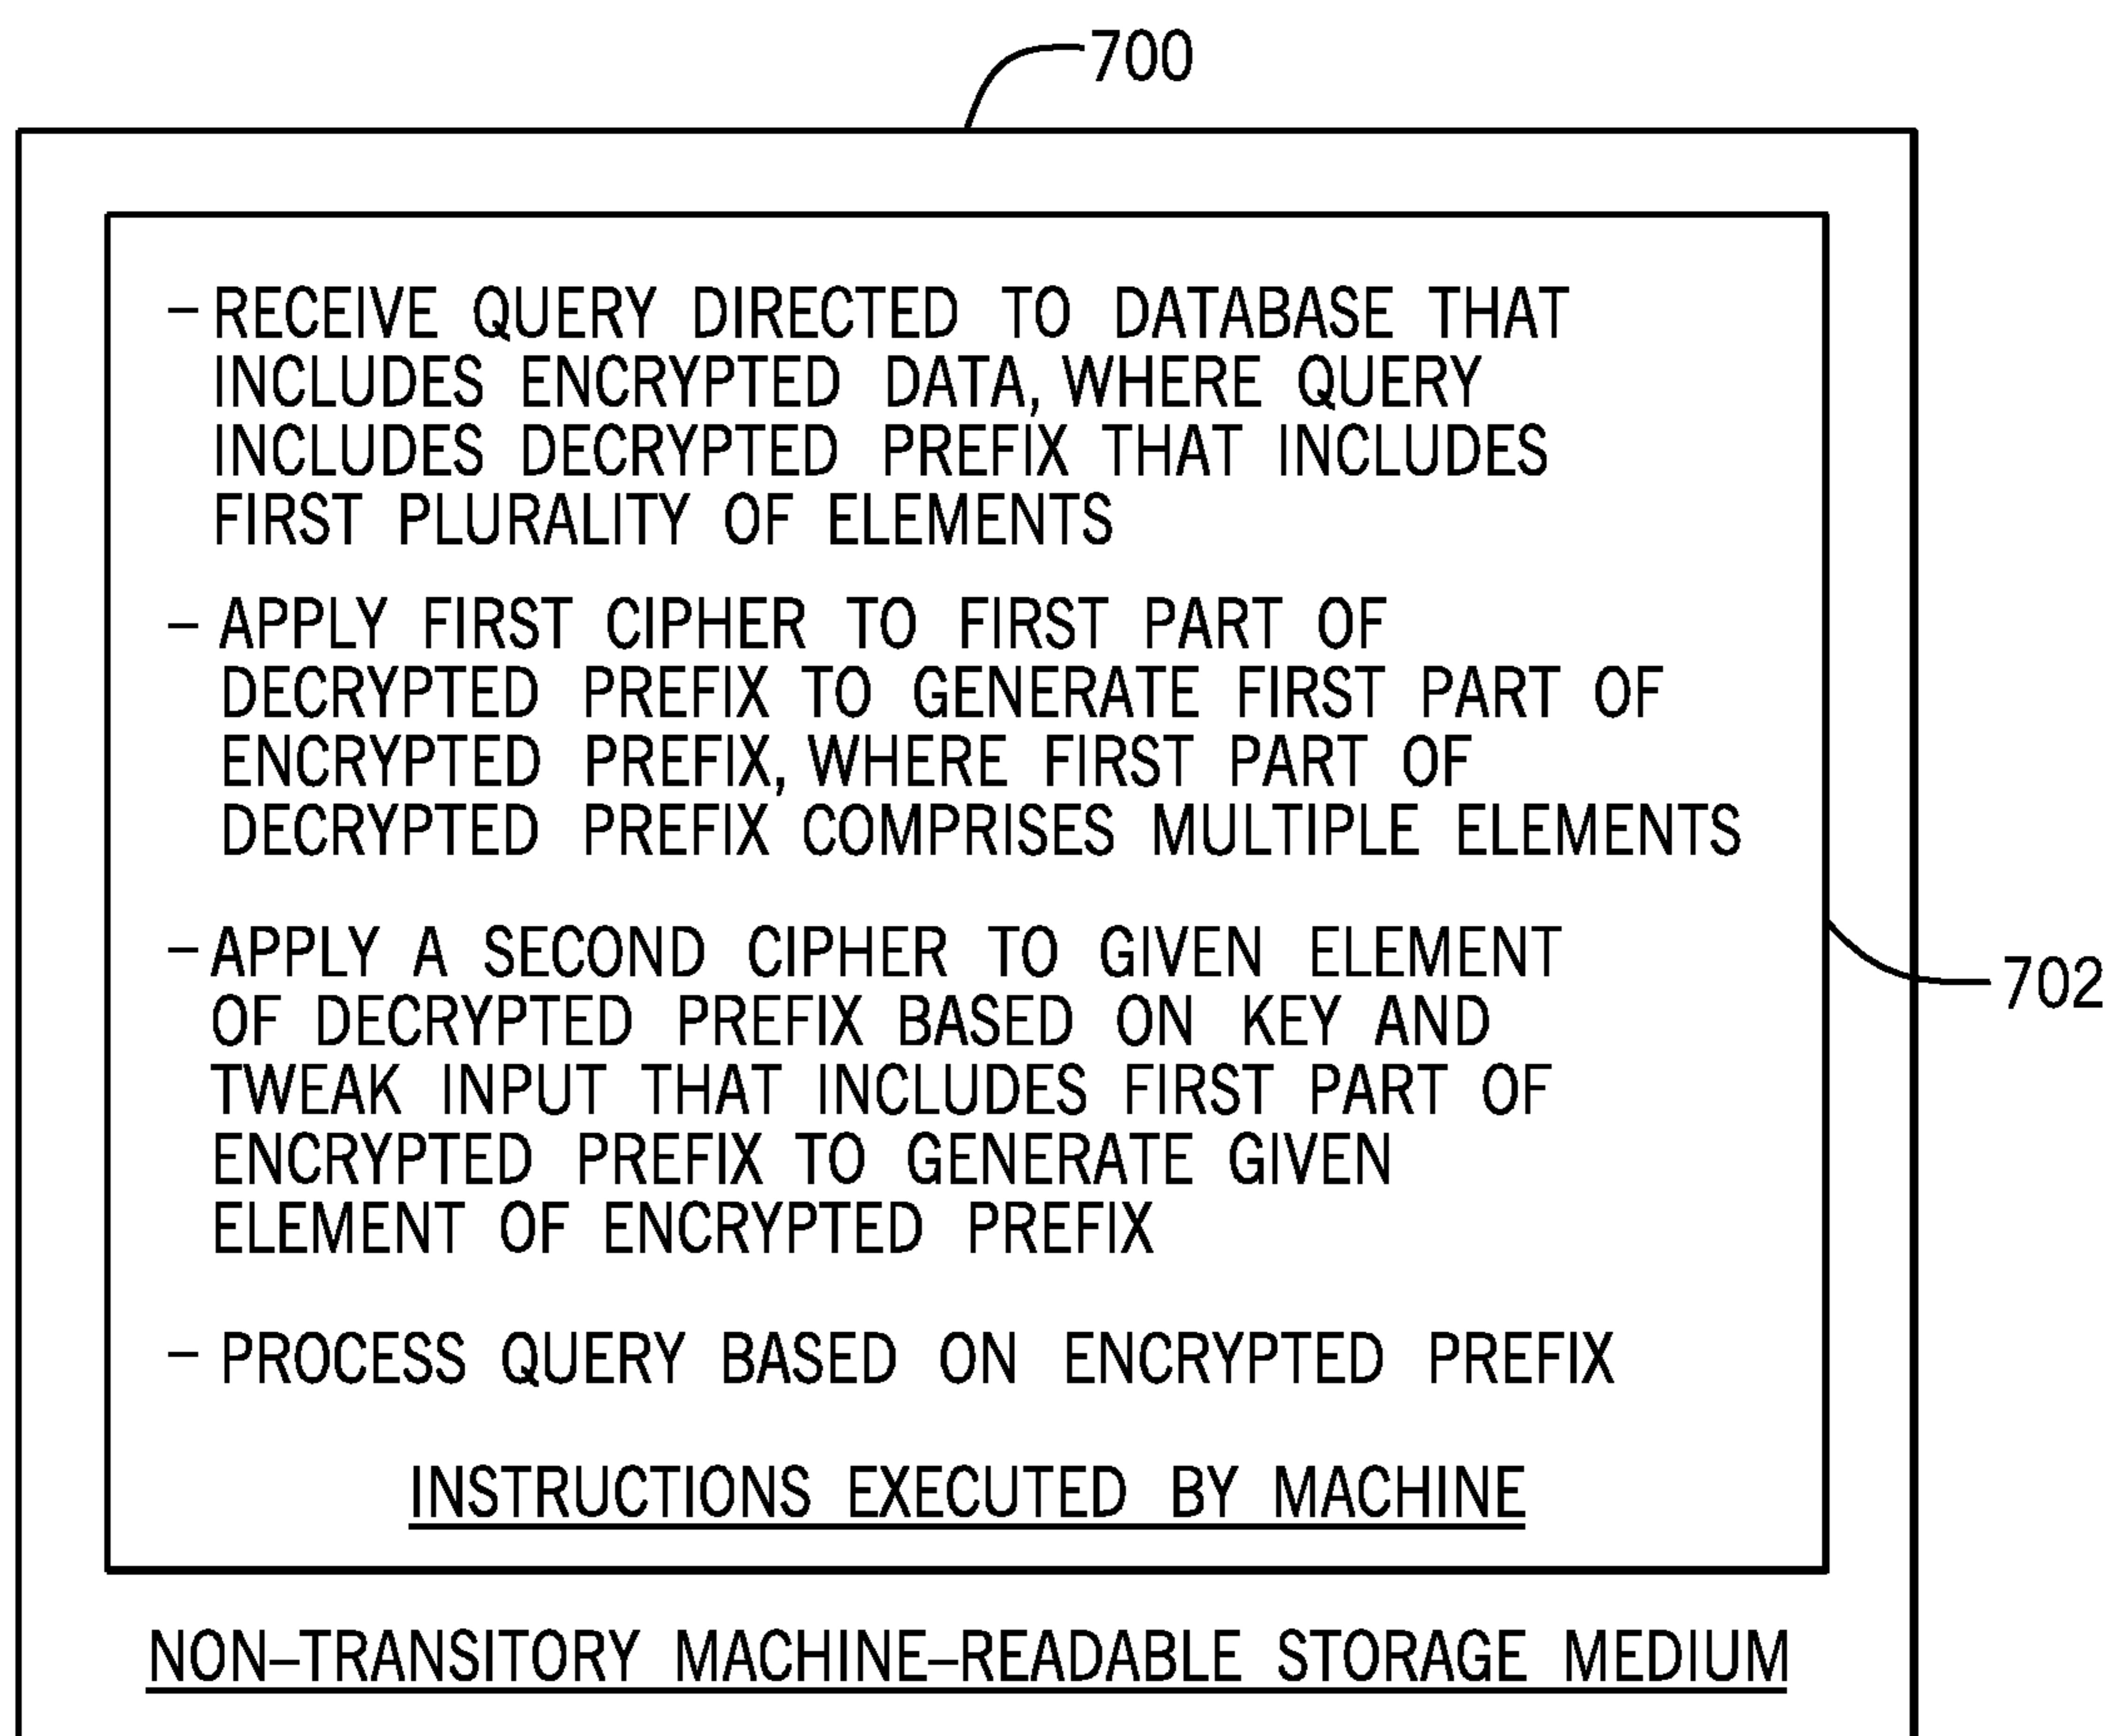 700
– RECEIVE QUERY DIRECTED TO DATABASE THAT
INCLUDES ENCRYPTED DATA, WHERE QUERY
INCLUDES DECRYPTED PREFIX THAT INCLUDES
FIRST PLURALITY OF ELEMENTS
– APPLY FIRST CIPHER TO FIRST PART OF
DECRYPTED PREFIX TO GENERATE FIRST PART OF
ENCRYPTED PREFIX, WHERE FIRST PART OF
DECRYPTED PREFIX COMPRISES MULTIPLE ELEMENTS
– APPLY A SECOND CIPHER TO GIVEN ELEMENT
OF DECRYPTED PREFIX BASED ON KEY AND
TWEAK INPUT THAT INCLUDES FIRST PART OF
ENCRYPTED PREFIX TO GENERATE GIVEN
ELEMENT OF ENCRYPTED PREFIX
702
– PROCESS QUERY BASED ON ENCRYPTED PREFIX
INSTRUCTIONS EXECUTED BY MACHINE
NON–TRANSITORY MACHINE–READABLE STORAGE MEDIUM